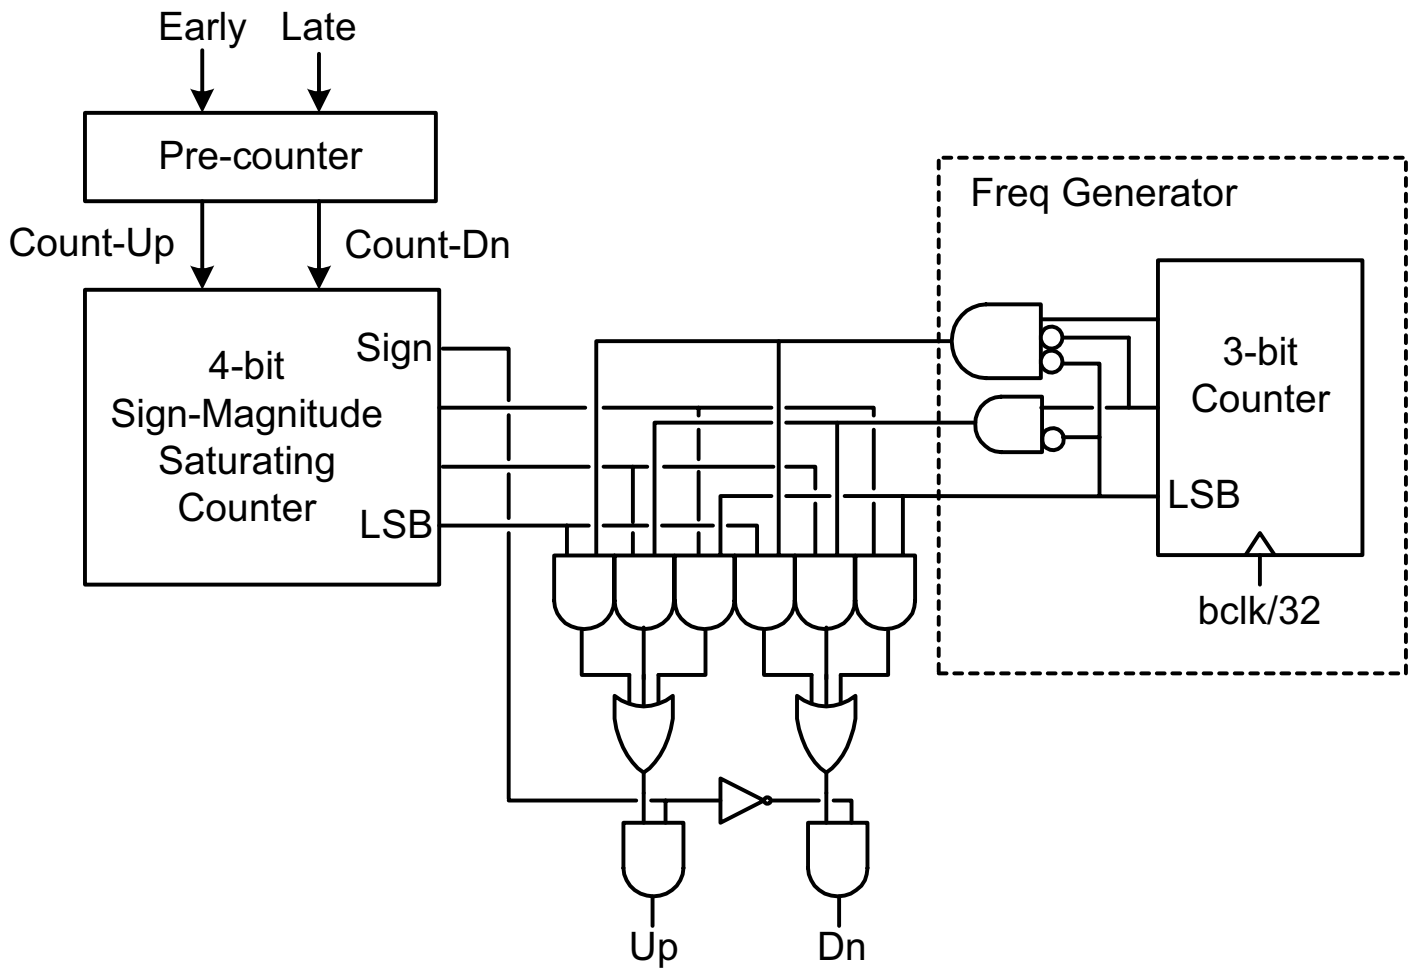 Early Late
Pre-counter
Count-Up
Count-Dn
4-bit
Sign-Magnitude
Saturating
Counter
Sign
LSB
Freq Generator
3-bit
Counter
LSB
bclk/32
Up
Dn